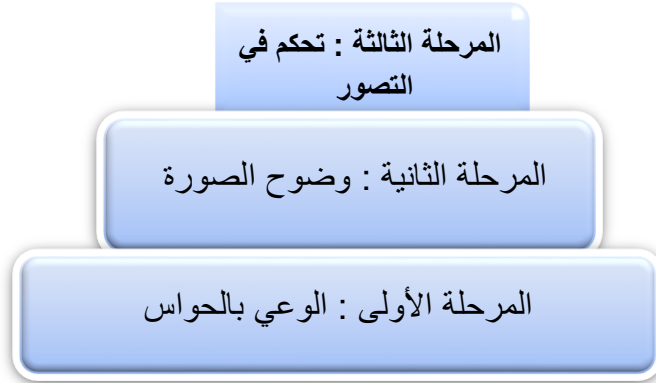 المرحلة الثالثة : تحكم في
التصور
المرحلة الثانية : وضوح الصورة
المرحلة الأولى : الوعي بالحواس